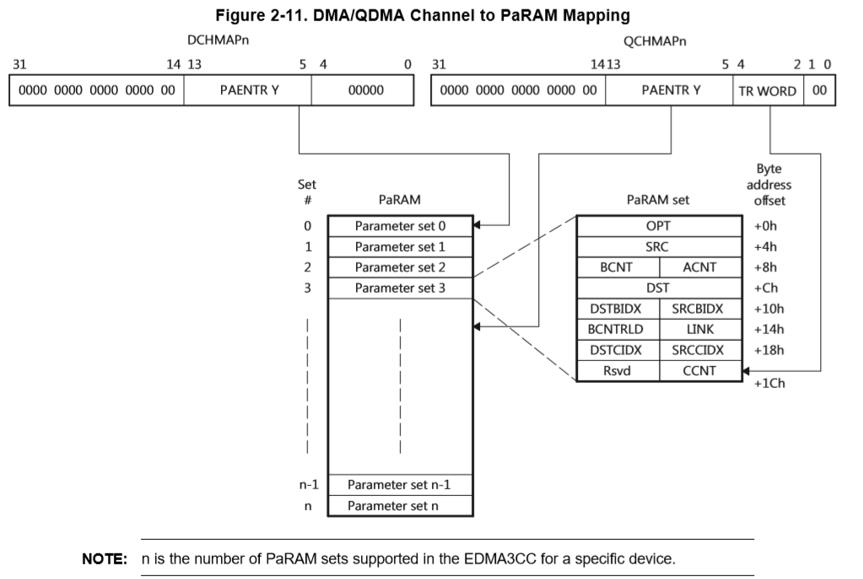 Figure 2-11. DMA/QDMA Channel to PaRAM Mapping
DCHMAPn
31 14 13 5 4 0
0000 0000 0000 0000 00 PAENTR Y 00000
QCHMAPn
31 14 13 5 4 2 1 0
0000 0000 0000 0000 00 PAENTR Y TR WORD 00
Set
#
PaRAM
0 Parameter set 0
1 Parameter set 1
2 Parameter set 2
3 Parameter set 3
n-1 Parameter set n-1
n Parameter set n
PaRAM set
Byte
address
offset
OPT +0h
SRC +4h
BCNT ACNT +8h
DST +Ch
DSTBIDX SRCBIDX +10h
BCNTRLD LINK +14h
DSTCIDX SRCCIDX +18h
Rsvd CCNT +1Ch
NOTE: n is the number of PaRAM sets supported in the EDMA3CC for a specific device.